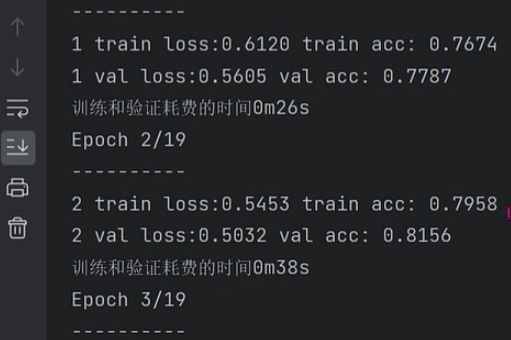 ----------
1 train loss:0.6120 train acc: 0.7674
1 val loss:0.5605 val acc: 0.7787
训练和验证耗费的时间0m26s
Epoch 2/19
----------
2 train loss:0.5453 train acc: 0.7958
2 val loss:0.5032 val acc: 0.8156
训练和验证耗费的时间0m38s
Epoch 3/19
----------